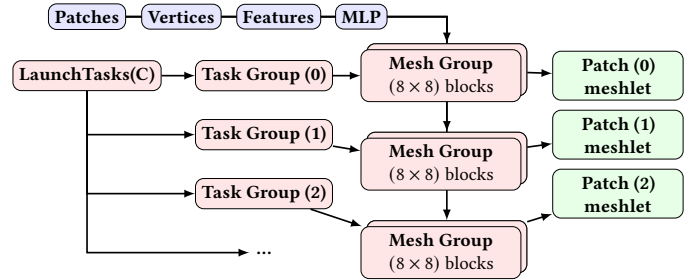 Patches
Vertices
Features
MLP
LaunchTasks(C)
Task Group (0)
Mesh Group
(8 × 8) blocks
Patch (0)
meshlet
Task Group (1)
Mesh Group
(8 × 8) blocks
Patch (1)
meshlet
Task Group (2)
Mesh Group
(8 × 8) blocks
Patch (2)
meshlet
...